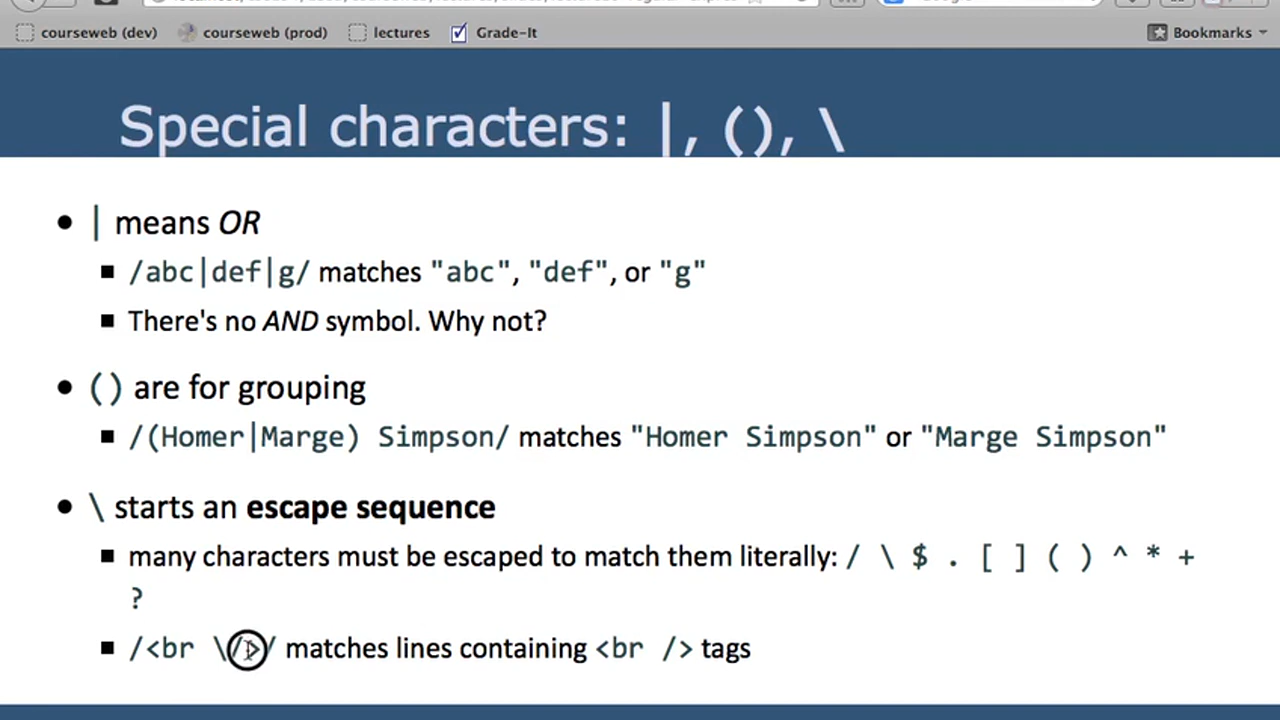 courseweb (dev) courseweb (prod) lectures Grade-It Bookmarks
Special characters: |, (), \
• | means OR
▪ /abc|def|g/ matches "abc", "def", or "g"
▪ There's no AND symbol. Why not?
• () are for grouping
▪ /(Homer|Marge) Simpson/ matches "Homer Simpson" or "Marge Simpson"
• \ starts an escape sequence
▪ many characters must be escaped to match them literally: / \ $ . [ ] ( ) ^ * +
?
▪ /<br \/>/ matches lines containing <br /> tags